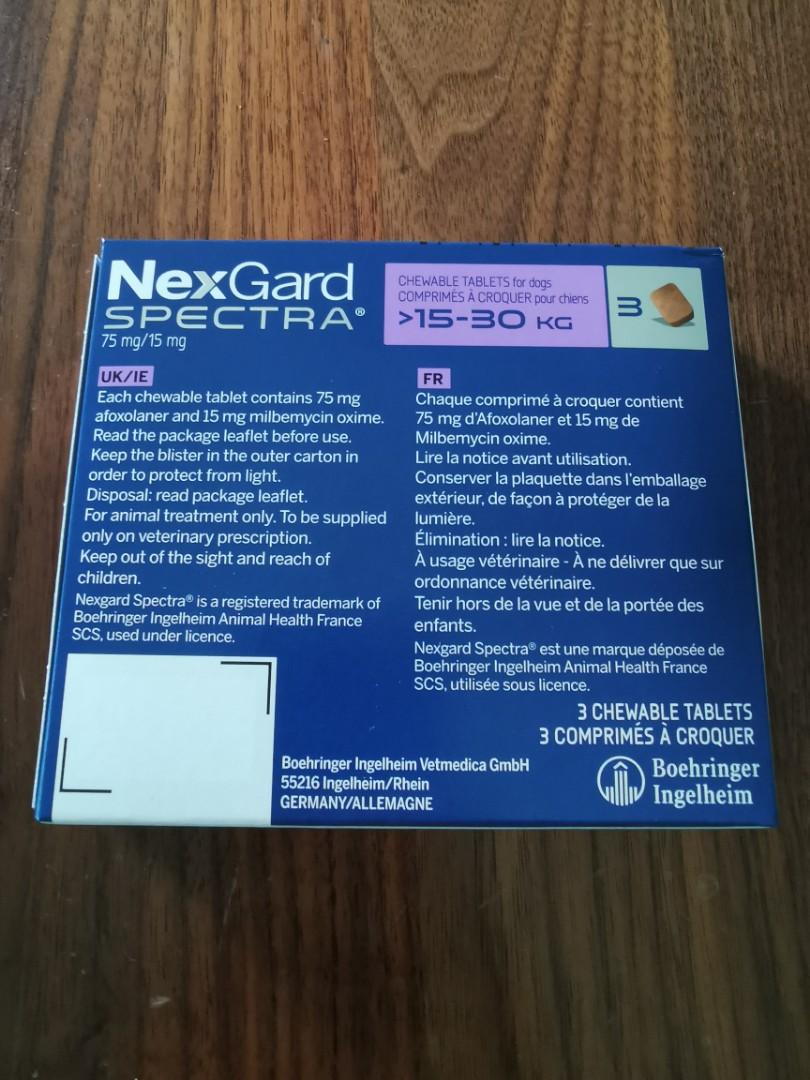 NexGard
SPECTRA®
75 mg/15 mg
CHEWABLE TABLETS for dogs
COMPRIMÉS À CROQUER pour chiens
>15-30 KG
3
UK/IE
Each chewable tablet contains 75 mg
afoxolaner and 15 mg milbemycin oxime.
Read the package leaflet before use.
Keep the blister in the outer carton in
order to protect from light.
Disposal: read package leaflet.
For animal treatment only. To be supplied
only on veterinary prescription.
Keep out of the sight and reach of
children.
Nexgard Spectra® is a registered trademark of
Boehringer Ingelheim Animal Health France
SCS, used under licence.
FR
Chaque comprimé à croquer contient
75 mg d'Afoxolaner et 15 mg de
Milbemycin oxime.
Lire la notice avant utilisation.
Conserver la plaquette dans l'emballage
extérieur, de façon à protéger de la
lumière.
Élimination : lire la notice.
À usage vétérinaire - À ne délivrer que sur
ordonnance vétérinaire.
Tenir hors de la vue et de la portée des
enfants.
Nexgard Spectra® est une marque déposée de
Boehringer Ingelheim Animal Health France
SCS, utilisée sous licence.
3 CHEWABLE TABLETS
3 COMPRIMÉS À CROQUER
Boehringer Ingelheim Vetmedica GmbH
55216 Ingelheim/Rhein
GERMANY/ALLEMAGNE
Boehringer
Ingelheim